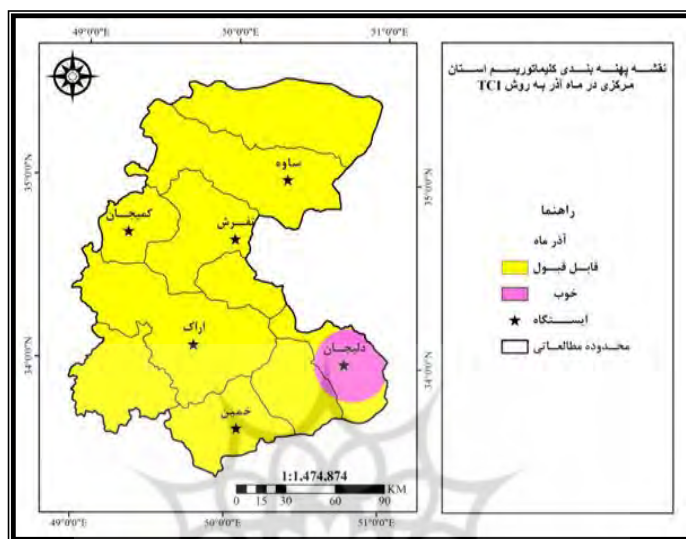 49°0'0"E 50°0'0"E 51°0'0"E
نقشه پهنه بندی کلیماتوریسم استان
مرکزی در ماه آذر به روش TCI
35°0'0"N 35°0'0"N
ساوه
کمیجان
تفرش
راهنما
آذر ماه
قابل قبول
خوب
ایستگاه
محدوده مطالعاتی
اراک
دلیجان
34°0'0"N 34°0'0"N
خمین
1:1.474.874
KM
0 15 30 60 90
49°0'0"E 50°0'0"E 51°0'0"E